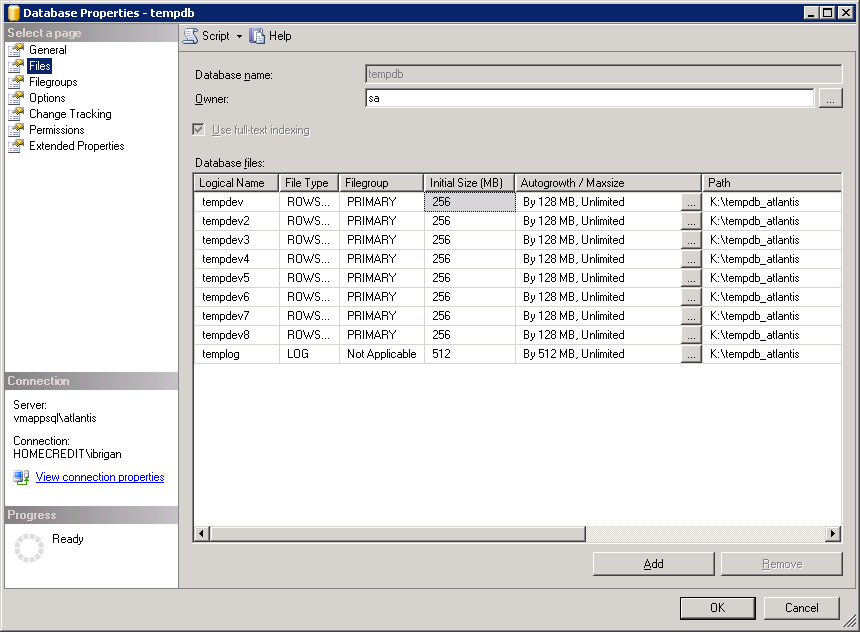 Database Properties - tempdb
Select a page
General
Files
Filegroups
Options
Change Tracking
Permissions
Extended Properties
Connection
Server:
vmappsql\atlantis
Connection:
HOMECREDIT\ibrigan
View connection properties
Progress
Ready
Script Help
Database name: tempdb
Owner: sa ...
Use full-text indexing
Database files:
Logical Name File Type Filegroup Initial Size (MB) Autogrowth / Maxsize Path
tempdev ROWS... PRIMARY 256 By 128 MB, Unlimited ... K:\tempdb_atlantis
tempdev2 ROWS... PRIMARY 256 By 128 MB, Unlimited ... K:\tempdb_atlantis
tempdev3 ROWS... PRIMARY 256 By 128 MB, Unlimited ... K:\tempdb_atlantis
tempdev4 ROWS... PRIMARY 256 By 128 MB, Unlimited ... K:\tempdb_atlantis
tempdev5 ROWS... PRIMARY 256 By 128 MB, Unlimited ... K:\tempdb_atlantis
tempdev6 ROWS... PRIMARY 256 By 128 MB, Unlimited ... K:\tempdb_atlantis
tempdev7 ROWS... PRIMARY 256 By 128 MB, Unlimited ... K:\tempdb_atlantis
tempdev8 ROWS... PRIMARY 256 By 128 MB, Unlimited ... K:\tempdb_atlantis
templog LOG Not Applicable 512 By 512 MB, Unlimited ... K:\tempdb_atlantis
Add Remove
OK Cancel